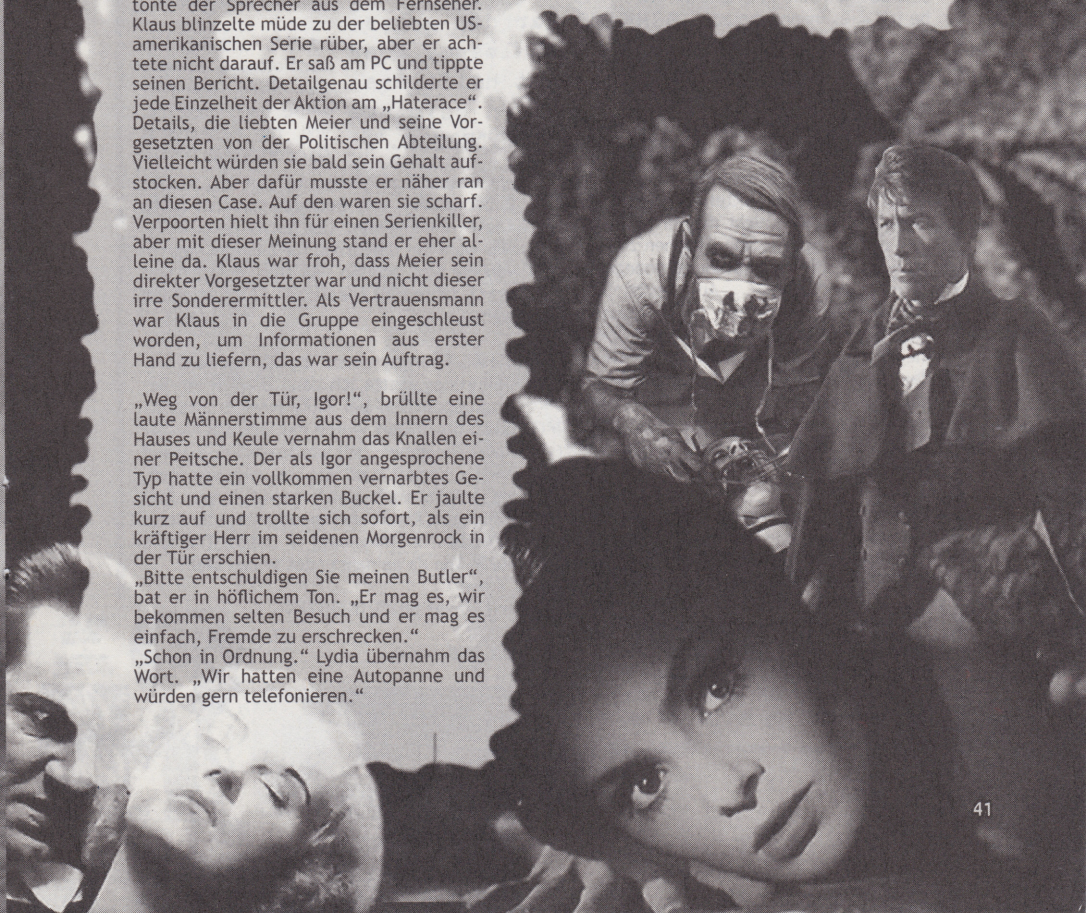 tonte der Sprecher aus dem Fernseher.
Klaus blinzelte müde zu der beliebten US-
amerikanischen Serie rüber, aber er ach-
tete nicht darauf. Er saß am PC und tippte
seinen Bericht. Detailgenau schilderte er
jede Einzelheit der Aktion am „Haterace“.
Details, die liebten Meier und seine Vor-
gesetzten von der Politischen Abteilung.
Vielleicht würden sie bald sein Gehalt auf-
stocken. Aber dafür musste er näher ran
an diesen Case. Auf den waren sie scharf.
Verpoorten hielt ihn für einen Serienkiller,
aber mit dieser Meinung stand er eher al-
leine da. Klaus war froh, dass Meier sein
direkter Vorgesetzter war und nicht dieser
irre Sonderermittler. Als Vertrauensmann
war Klaus in die Gruppe eingeschleust
worden, um Informationen aus erster
Hand zu liefern, das war sein Auftrag.

„Weg von der Tür, Igor!“, brüllte eine
laute Männerstimme aus dem Innern des
Hauses und Keule vernahm das Knallen ei-
ner Peitsche. Der als Igor angesprochene
Typ hatte ein vollkommen vernarbtes Ge-
sicht und einen starken Buckel. Er jaulte
kurz auf und trollte sich sofort, als ein
kräftiger Herr im seidenen Morgenrock in
der Tür erschien.
„Bitte entschuldigen Sie meinen Butler“,
bat er in höflichem Ton. „Er mag es, wir
bekommen selten Besuch und er mag es
einfach, Fremde zu erschrecken.“
„Schon in Ordnung.“ Lydia übernahm das
Wort. „Wir hatten eine Autopanne und
würden gern telefonieren.“
41